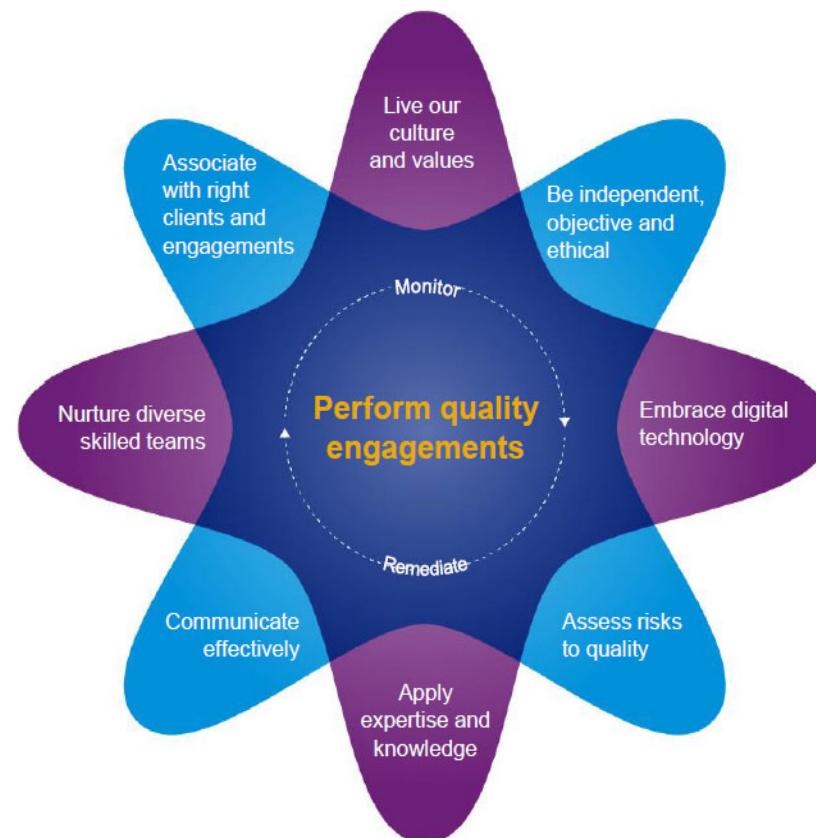 Live our
culture
and values
Be independent,
objective and
ethical
Embrace digital
technology
Assess risks
to quality
Apply
expertise and
knowledge
Communicate
effectively
Nurture diverse
skilled teams
Associate
with right
clients and
engagements
Monitor
Perform quality
engagements
Remediate